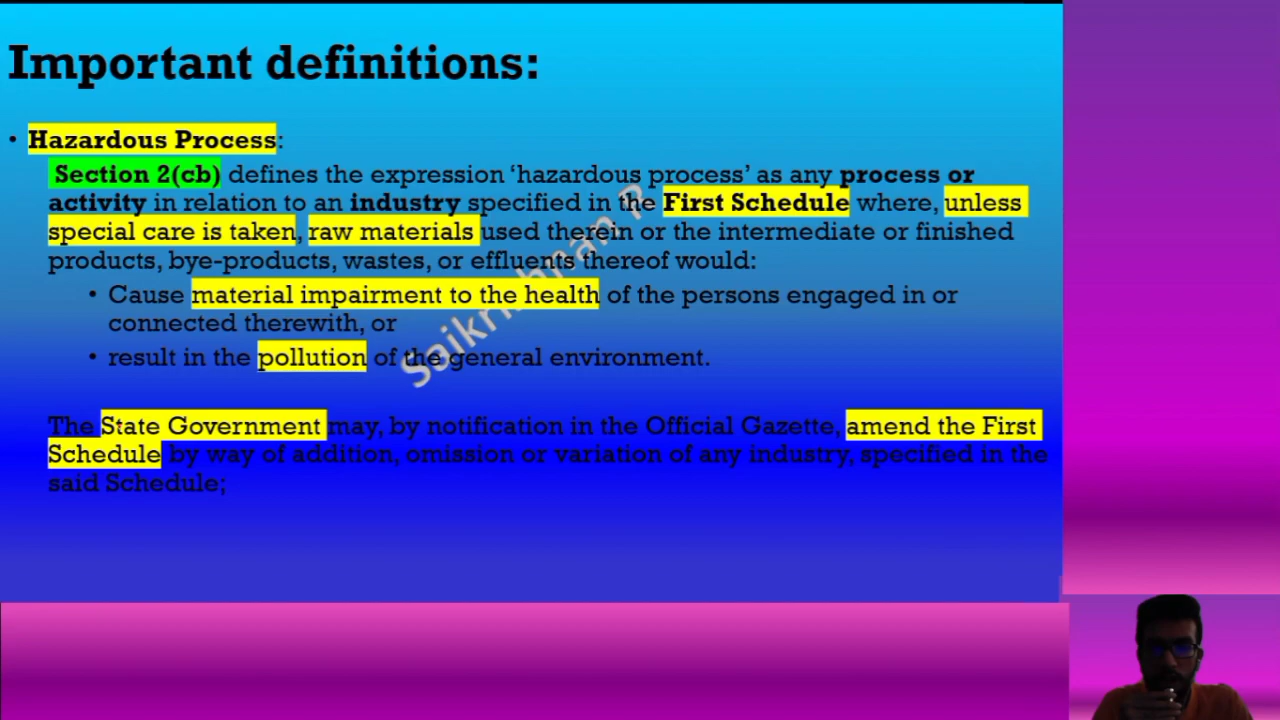 Important definitions:
• Hazardous Process:
Section 2(cb) defines the expression ‘hazardous process’ as any process or
activity in relation to an industry specified in the First Schedule where, unless
special care is taken, raw materials used therein or the intermediate or finished
products, bye-products, wastes, or effluents thereof would:
• Cause material impairment to the health of the persons engaged in or
connected therewith, or
• result in the pollution of the general environment.
The State Government may, by notification in the Official Gazette, amend the First
Schedule by way of addition, omission or variation of any industry, specified in the
said Schedule;
Saikrishnan R